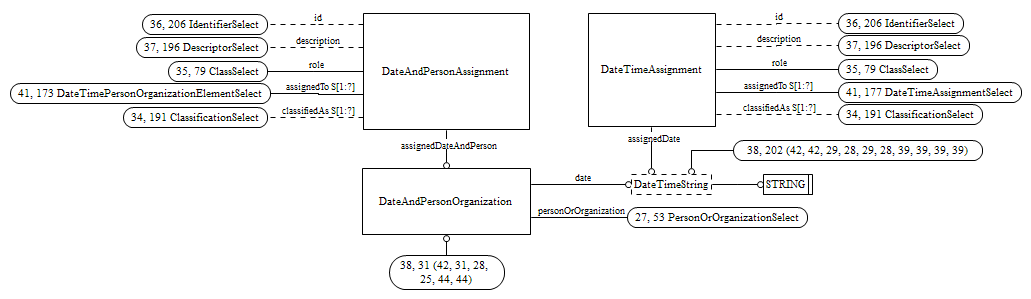 id
36, 206 IdentifierSelect
description
37, 196 DescriptorSelect
role
35, 79 ClassSelect
assignedTo S[1:?]
41, 173 DateTimePersonOrganizationElementSelect
classifiedAs S[1:?]
34, 191 ClassificationSelect
DateAndPersonAssignment
assignedDateAndPerson
DateTimeAssignment
id
36, 206 IdentifierSelect
description
37, 196 DescriptorSelect
role
35, 79 ClassSelect
assignedTo S[1:?]
41, 177 DateTimeAssignmentSelect
classifiedAs S[1:?]
34, 191 ClassificationSelect
assignedDate
38, 202 (42, 42, 29, 28, 29, 28, 39, 39, 39, 39)
DateAndPersonOrganization
date
DateTimeString
STRING
personOrOrganization
27, 53 PersonOrOrganizationSelect
38, 31 (42, 31, 28,
25, 44, 44)